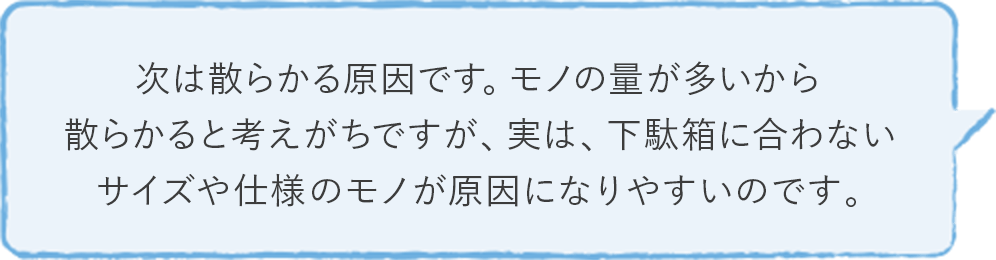 次は散らかる原因です。モノの量が多いから
散らかると考えがちですが、実は、下駄箱に合わない
サイズや仕様のモノが原因になりやすいのです。